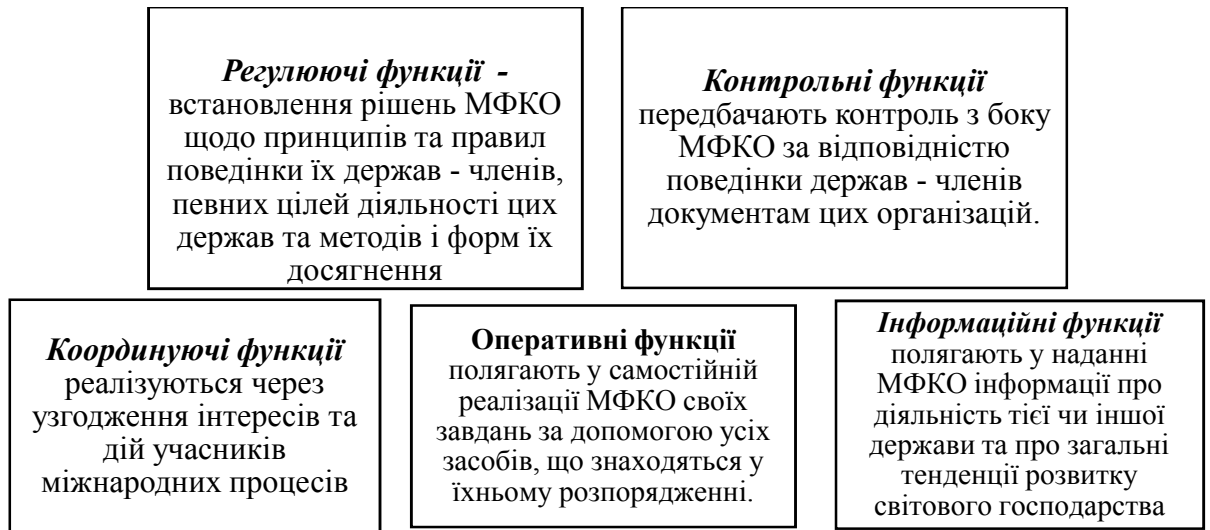 Регулюючі функції -
встановлення рішень МФКО
щодо принципів та правил
поведінки їх держав - членів,
певних цілей діяльності цих
держав та методів і форм їх
досягнення
Контрольні функції
передбачають контроль з боку
МФКО за відповідністю
поведінки держав - членів
документам цих організацій.
Координуючі функції
реалізуються через
узгодження інтересів та
дій учасників
міжнародних процесів
Оперативні функції
полягають у самостійній
реалізації МФКО своїх
завдань за допомогою усіх
засобів, що знаходяться у
їхньому розпорядженні.
Інформаційні функції
полягають у наданні
МФКО інформації про
діяльність тієї чи іншої
держави та про загальні
тенденції розвитку
світового господарства